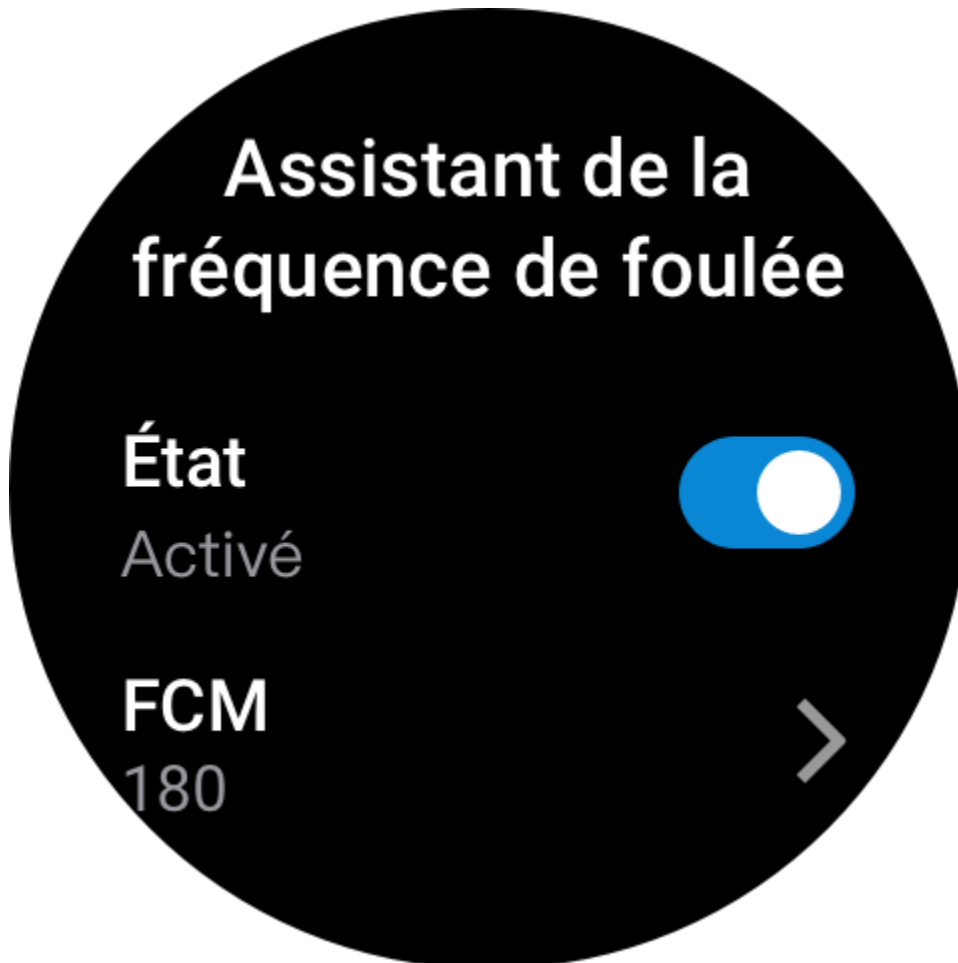 Assistant de la
fréquence de foulée
État
Activé
FCM
180